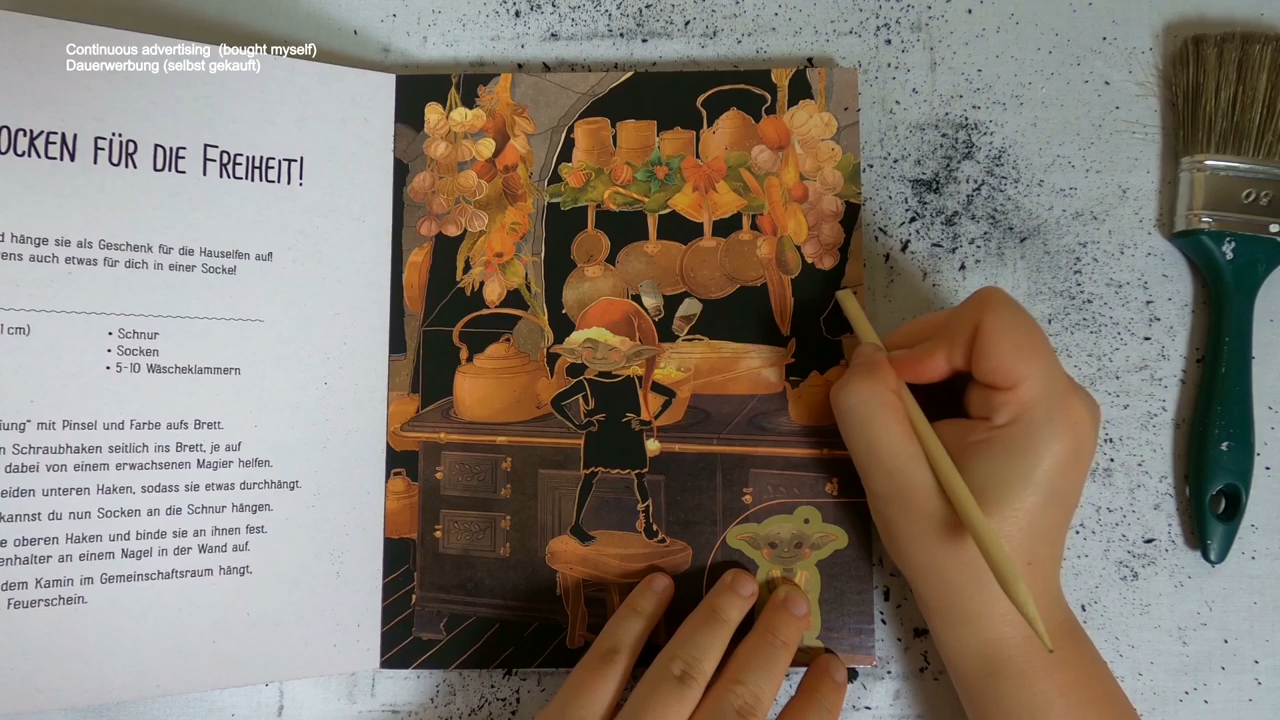 Continuous advertising (bought myself)
Dauerwerbung (selbst gekauft)
OCKEN FÜR DIE FREIHEIT!
hänge sie als Geschenk für die Hauselfen auf!
ens auch etwas für dich in einer Socke!
1 cm)
• Schnur
• Socken
• 5-10 Wäscheklammern
iung“ mit Pinsel und Farbe aufs Brett.
n Schraubhaken seitlich ins Brett, je auf
dabei von einem erwachsenen Magier helfen.
eiden unteren Haken, sodass sie etwas durchhängt.
kannst du nun Socken an die Schnur hängen.
e oberen Haken und binde sie an ihnen fest.
enhalter an einem Nagel in der Wand auf.
dem Kamin im Gemeinschaftsraum hängt,
Feuerschein.